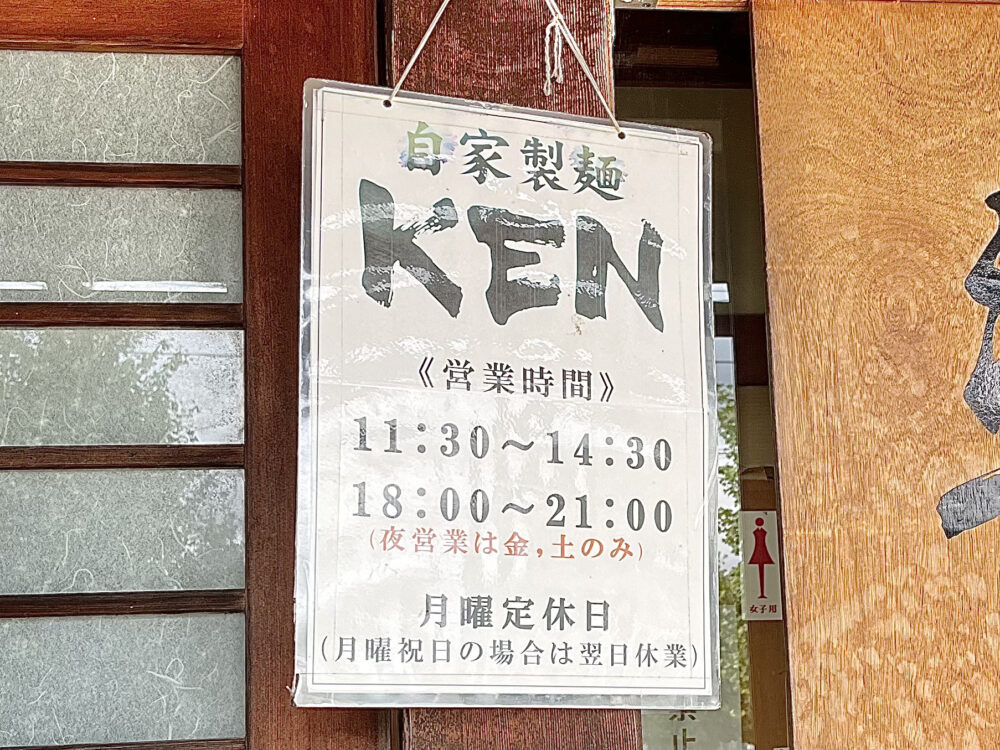 自家製麺
KEN
《営業時間》
11:30～14:30
18:00～21:00
(夜営業は金,土のみ)
月曜定休日
(月曜祝日の場合は翌日休業)
女子用
禁止